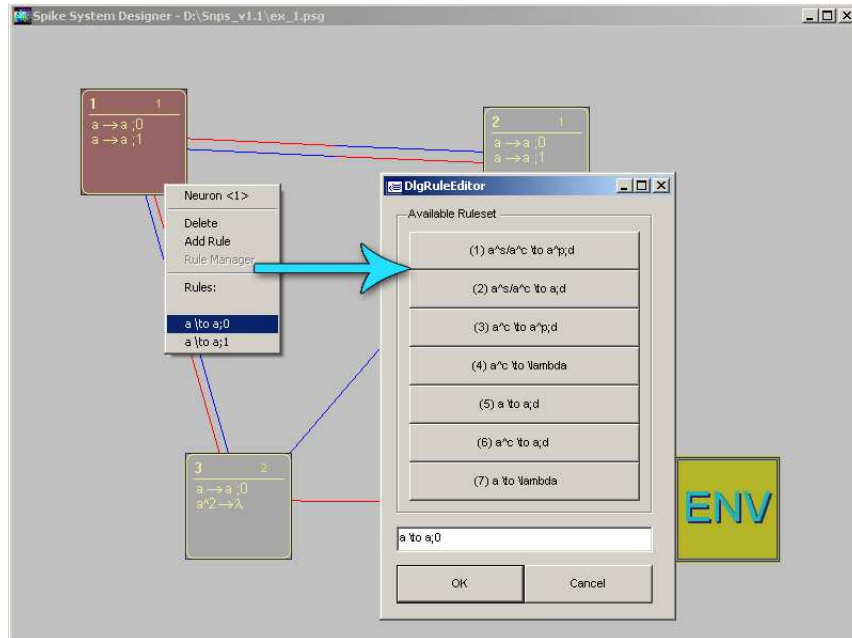 Spike System Designer - D:\Snps_v1.1\ex_1.psg
1 1
a→a ;0
a→a ;1
2 1
a→a ;0
a→a ;1
Neuron <1>
Delete
Add Rule
Rule Manager
Rules:
a \to a;0
a \to a;1
DlgRuleEditor
Available Ruleset
(1) a^s/a^c \to a^p;d
(2) a^s/a^c \to a;d
(3) a^c \to a^p;d
(4) a^c \to \lambda
(5) a \to a;d
(6) a^c \to a;d
(7) a \to \lambda
a \to a;0
OK Cancel
3 2
a→a ;0
a^2→λ
ENV